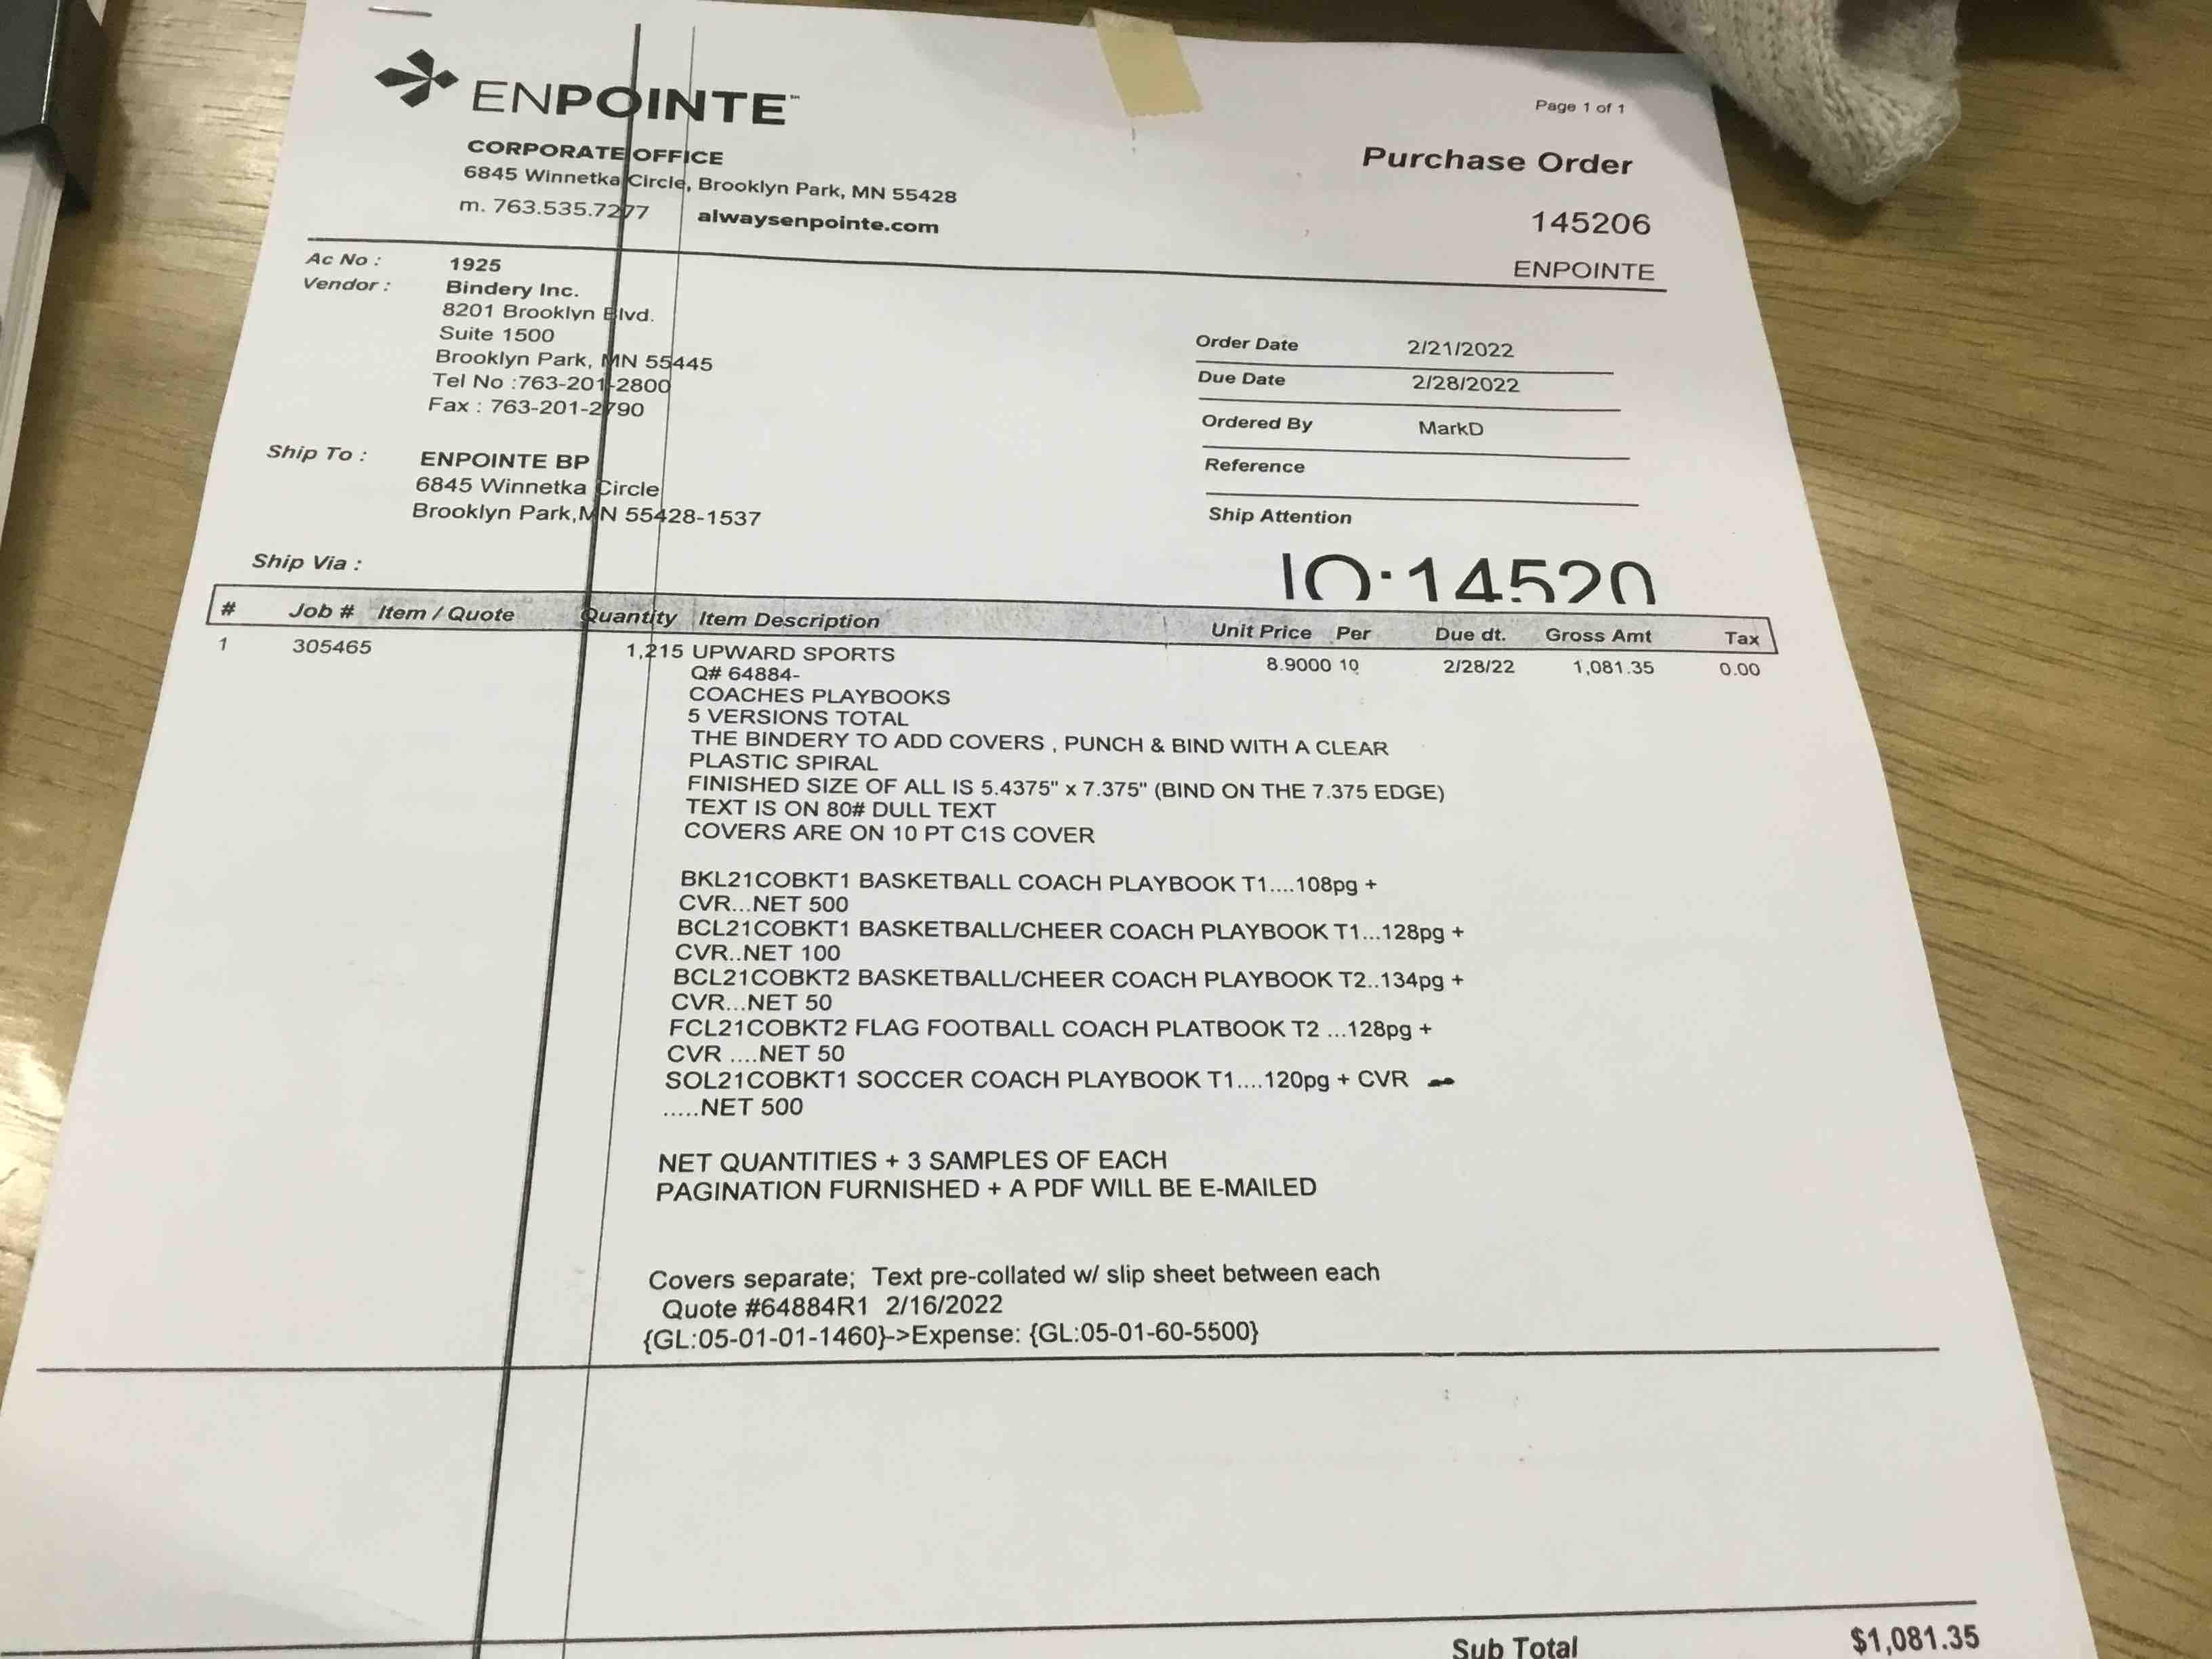 ENPOINTE™
Page 1 of 1
CORPORATE OFFICE
6845 Winnetka Circle, Brooklyn Park, MN 55428
m. 763.535.7277 alwaysenpointe.com
Purchase Order
145206
ENPOINTE
Ac No : 1925
Vendor : Bindery Inc.
8201 Brooklyn Blvd.
Suite 1500
Brooklyn Park, MN 55445
Tel No :763-201-2800
Fax : 763-201-2790
Order Date 2/21/2022
Due Date 2/28/2022
Ordered By MarkD
Reference
Ship Attention
Ship To : ENPOINTE BP
6845 Winnetka Circle
Brooklyn Park,MN 55428-1537
Ship Via :
# Job # Item / Quote Quantity Item Description Unit Price Per Due dt. Gross Amt Tax
1 305465 1,215 UPWARD SPORTS 8.9000 10 2/28/22 1,081.35 0.00
Q# 64884-
COACHES PLAYBOOKS
5 VERSIONS TOTAL
THE BINDERY TO ADD COVERS , PUNCH & BIND WITH A CLEAR
PLASTIC SPIRAL
FINISHED SIZE OF ALL IS 5.4375" x 7.375" (BIND ON THE 7.375 EDGE)
TEXT IS ON 80# DULL TEXT
COVERS ARE ON 10 PT C1S COVER
BKL21COBKT1 BASKETBALL COACH PLAYBOOK T1....108pg +
CVR...NET 500
BCL21COBKT1 BASKETBALL/CHEER COACH PLAYBOOK T1...128pg +
CVR..NET 100
BCL21COBKT2 BASKETBALL/CHEER COACH PLAYBOOK T2..134pg +
CVR...NET 50
FCL21COBKT2 FLAG FOOTBALL COACH PLATBOOK T2 ...128pg +
CVR ....NET 50
SOL21COBKT1 SOCCER COACH PLAYBOOK T1....120pg + CVR
.....NET 500
NET QUANTITIES + 3 SAMPLES OF EACH
PAGINATION FURNISHED + A PDF WILL BE E-MAILED
Covers separate; Text pre-collated w/ slip sheet between each
Quote #64884R1 2/16/2022
{GL:05-01-01-1460}->Expense: {GL:05-01-60-5500}
Sub Total $1,081.35